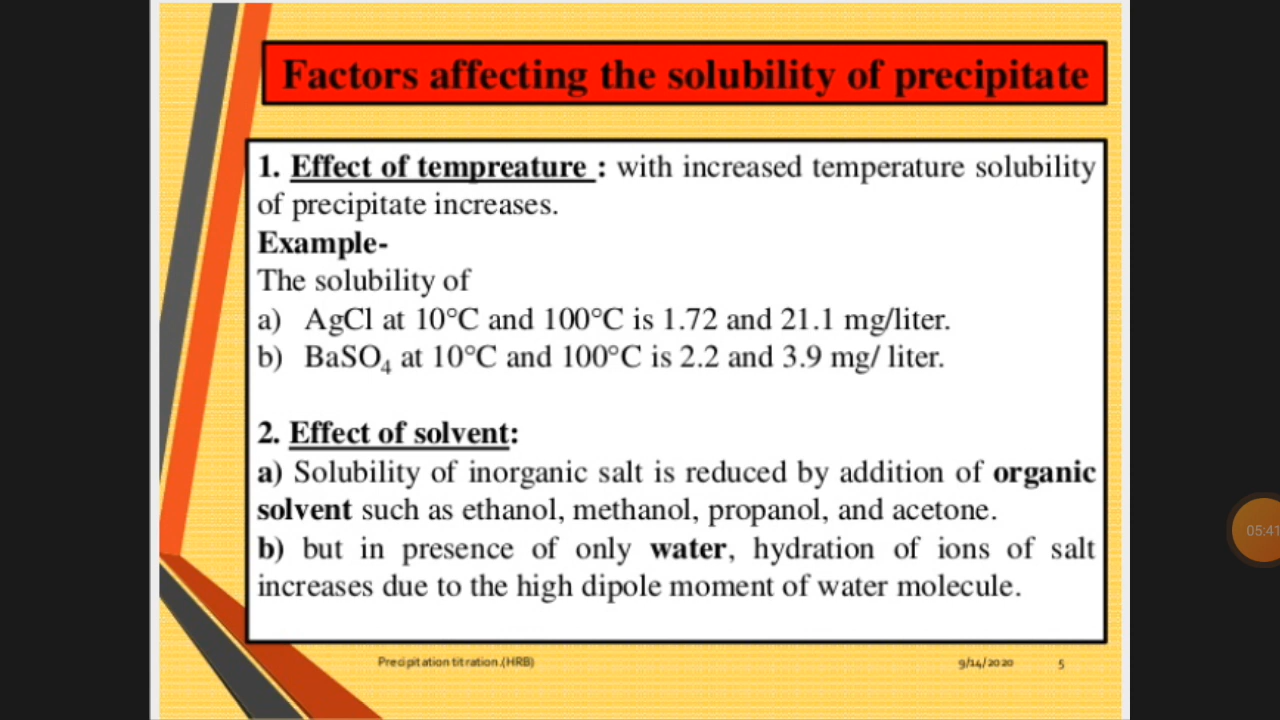 Factors affecting the solubility of precipitate
1. Effect of tempreature : with increased temperature solubility
of precipitate increases.
Example-
The solubility of
a) AgCl at 10°C and 100°C is 1.72 and 21.1 mg/liter.
b) BaSO₄ at 10°C and 100°C is 2.2 and 3.9 mg/ liter.
2. Effect of solvent:
a) Solubility of inorganic salt is reduced by addition of organic
solvent such as ethanol, methanol, propanol, and acetone.
b) but in presence of only water, hydration of ions of salt
increases due to the high dipole moment of water molecule.
Precipitation titration.(HRB) 9/14/2020 5
05:41